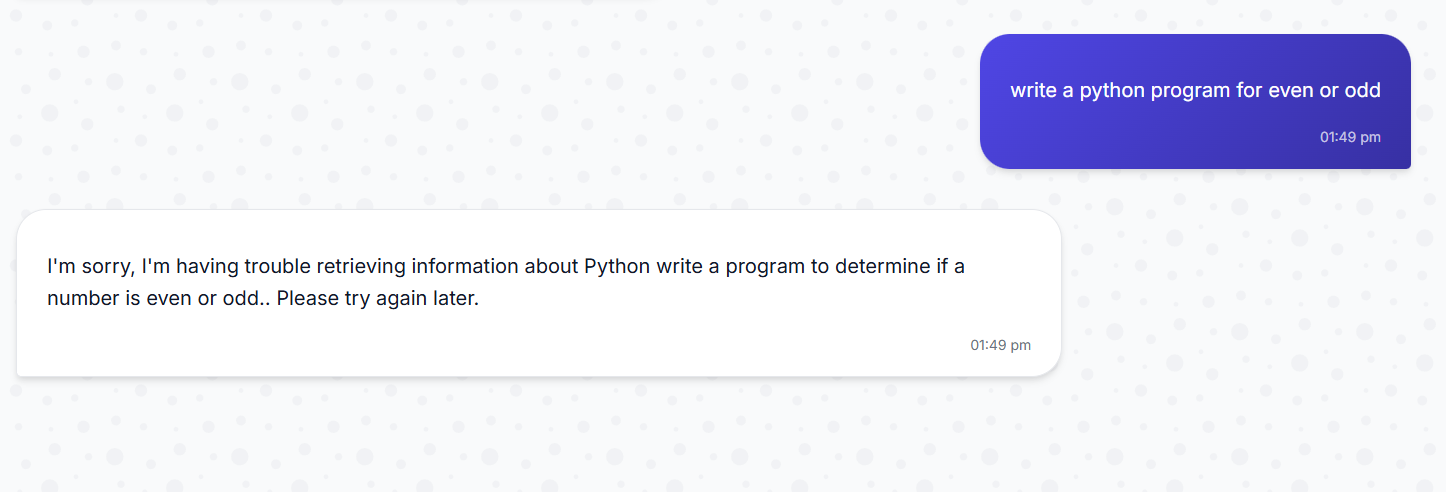 write a python program for even or odd
01:49 pm
I'm sorry, I'm having trouble retrieving information about Python write a program to determine if a
number is even or odd.. Please try again later.
01:49 pm